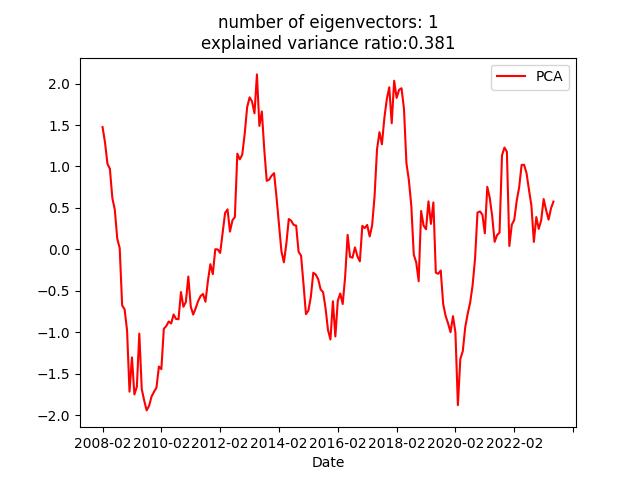 number of eigenvectors: 1
explained variance ratio:0.381
PCA
2.0
1.5
1.0
0.5
0.0
−0.5
−1.0
−1.5
−2.0
2008-02 2010-02 2012-02 2014-02 2016-02 2018-02 2020-02 2022-02
Date